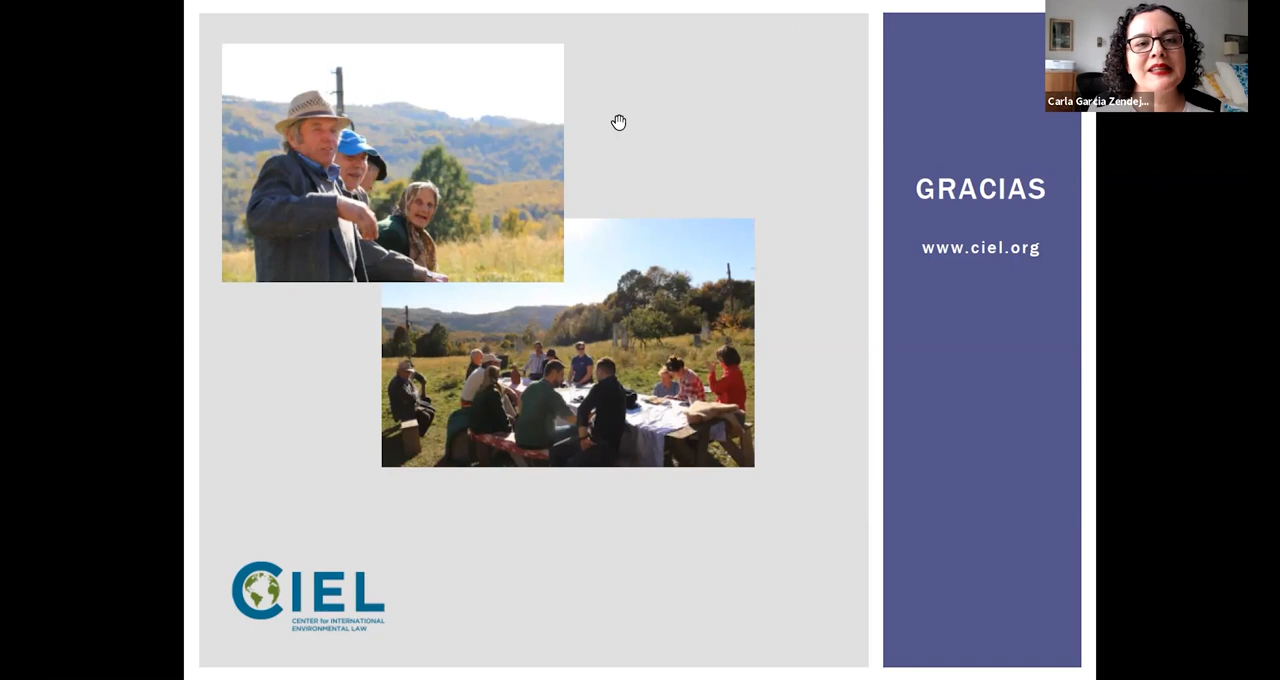 Carla García Zendej...
GRACIAS
www.ciel.org
CIEL
CENTER for INTERNATIONAL
ENVIRONMENTAL LAW